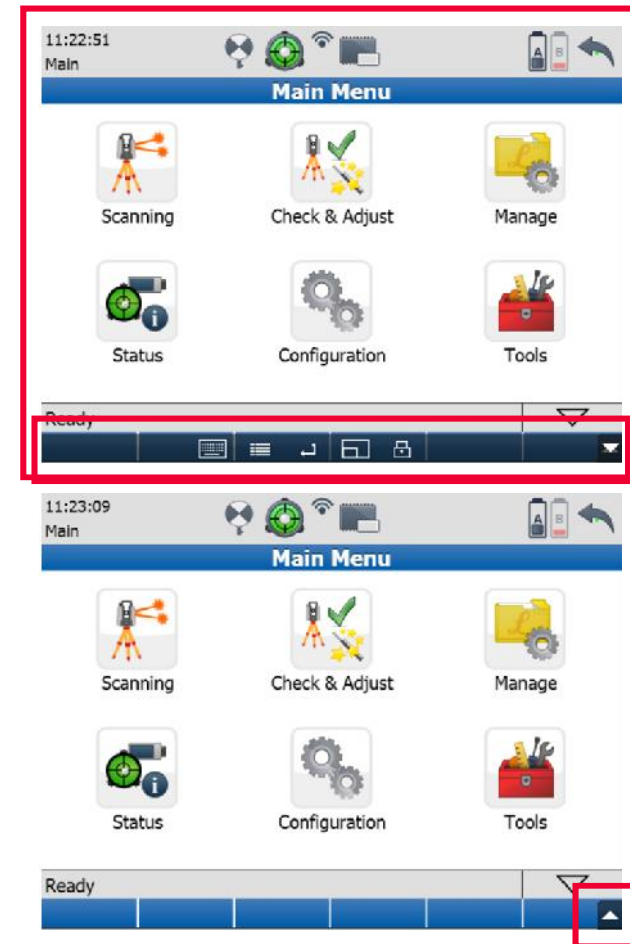 11:22:51
Main
Main Menu
A B
Scanning Check & Adjust Manage
Status Configuration Tools
Ready
11:23:09
Main
Main Menu
A B
Scanning Check & Adjust Manage
Status Configuration Tools
Ready